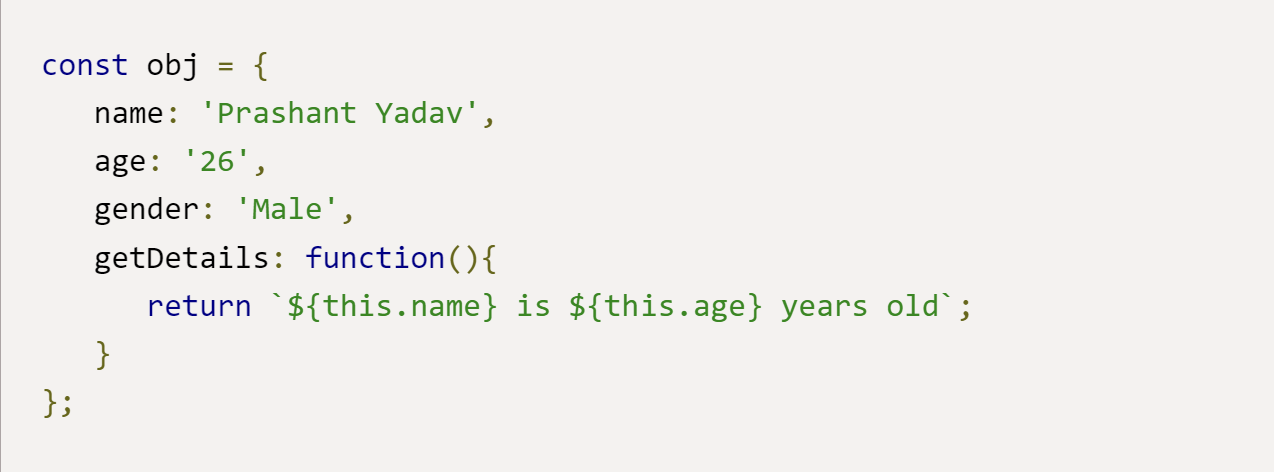 const obj = {
   name: 'Prashant Yadav',
   age: '26',
   gender: 'Male',
   getDetails: function(){
      return `${this.name} is ${this.age} years old`;
   }
};